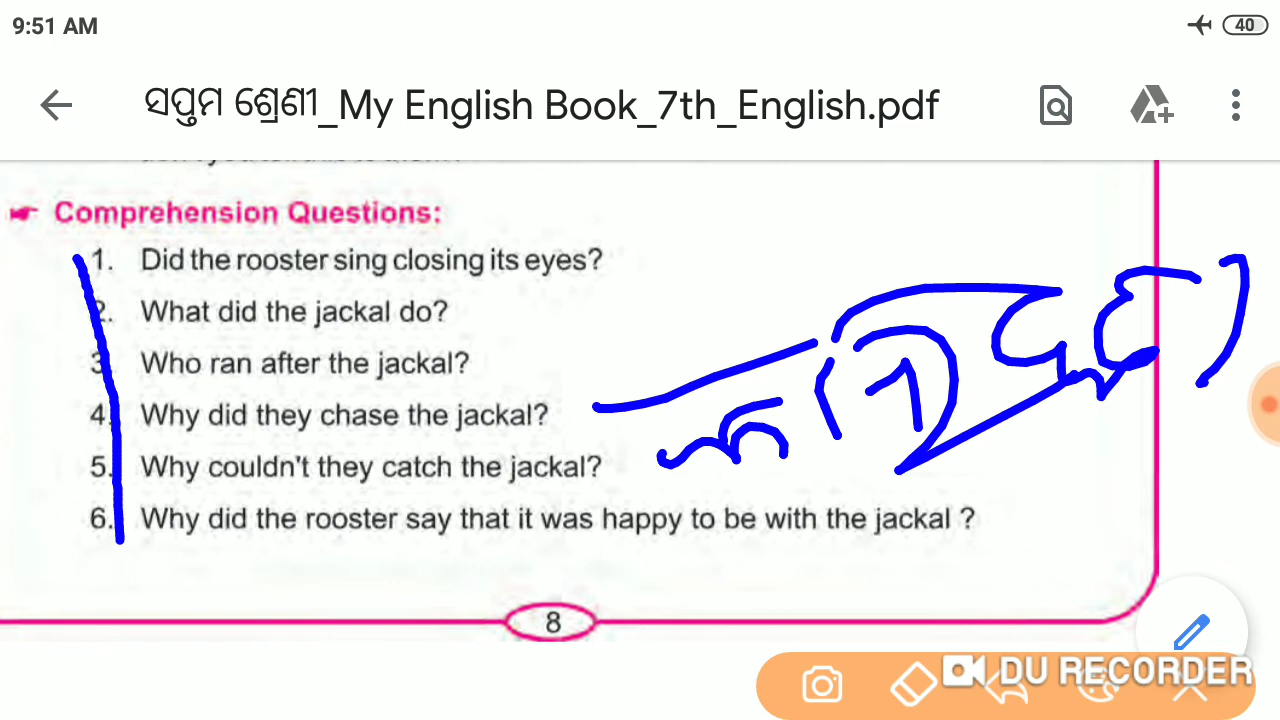 9:51 AM
40
ସପ୍ତମ ଶ୍ରେଣୀ_My English Book_7th_English.pdf
Comprehension Questions:
1. Did the rooster sing closing its eyes?
2. What did the jackal do?
3. Who ran after the jackal?
4. Why did they chase the jackal?
5. Why couldn't they catch the jackal?
6. Why did the rooster say that it was happy to be with the jackal ?
8
DU RECORDER